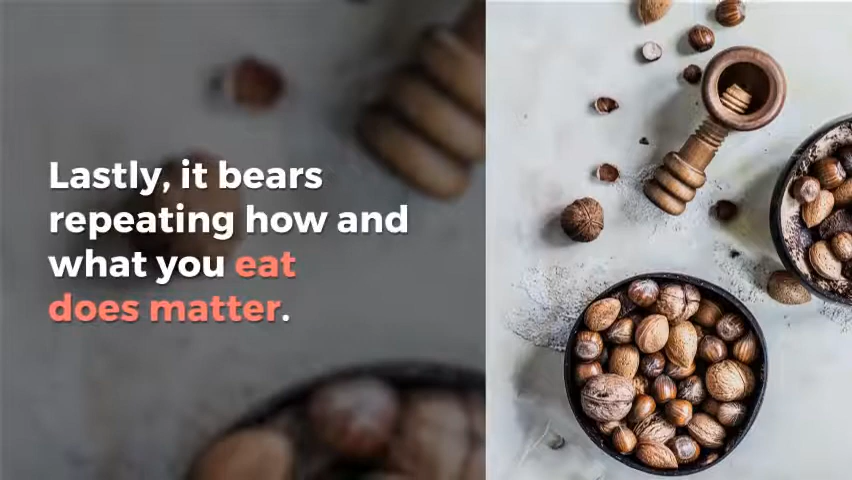 Lastly, it bears
repeating how and
what you eat
does matter.